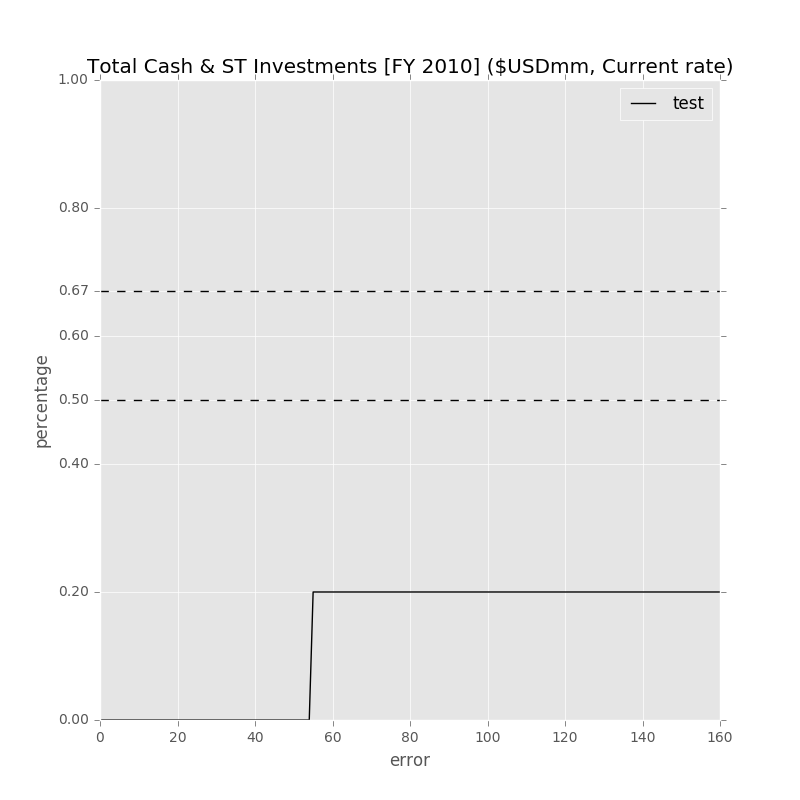 Total Cash & ST Investments [FY 2010] ($USDmm, Current rate)
test
1.00
0.80
0.67
0.60
0.50
0.40
0.20
0.00
percentage
0 20 40 60 80 100 120 140 160
error